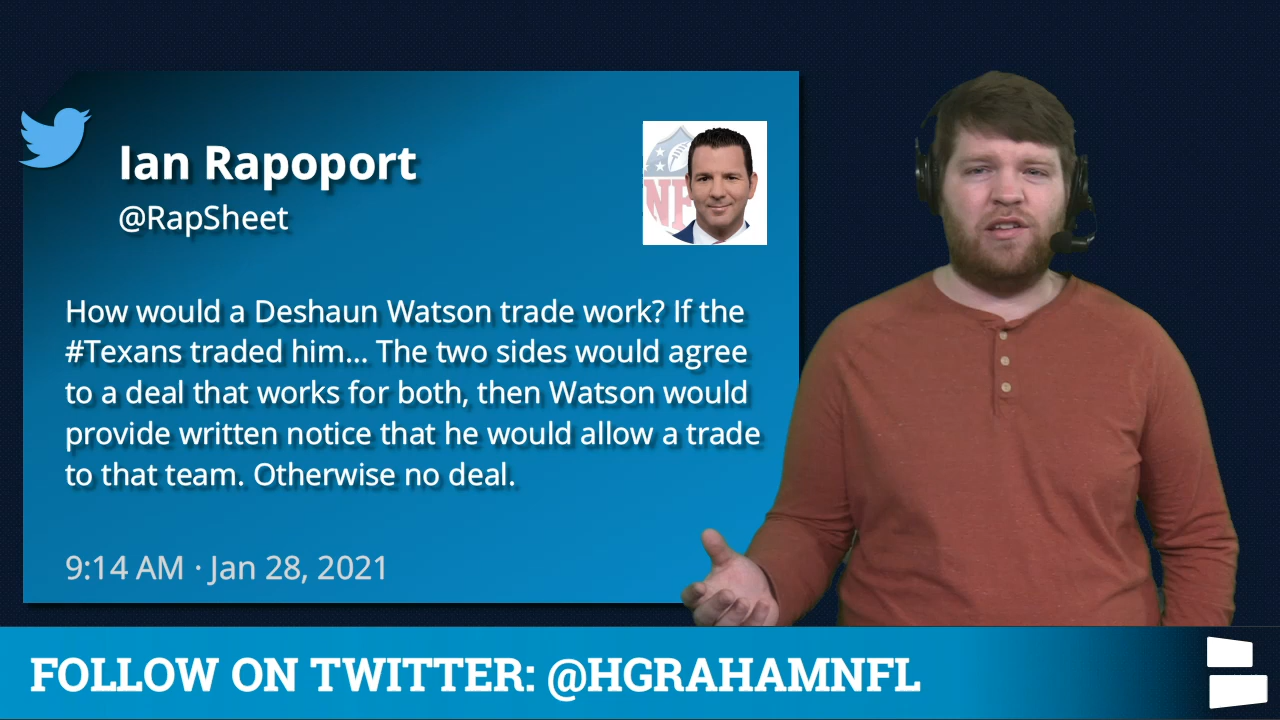 Ian Rapoport
@RapSheet
How would a Deshaun Watson trade work? If the
#Texans traded him... The two sides would agree
to a deal that works for both, then Watson would
provide written notice that he would allow a trade
to that team. Otherwise no deal.
9:14 AM · Jan 28, 2021
FOLLOW ON TWITTER: @HGRAHAMNFL